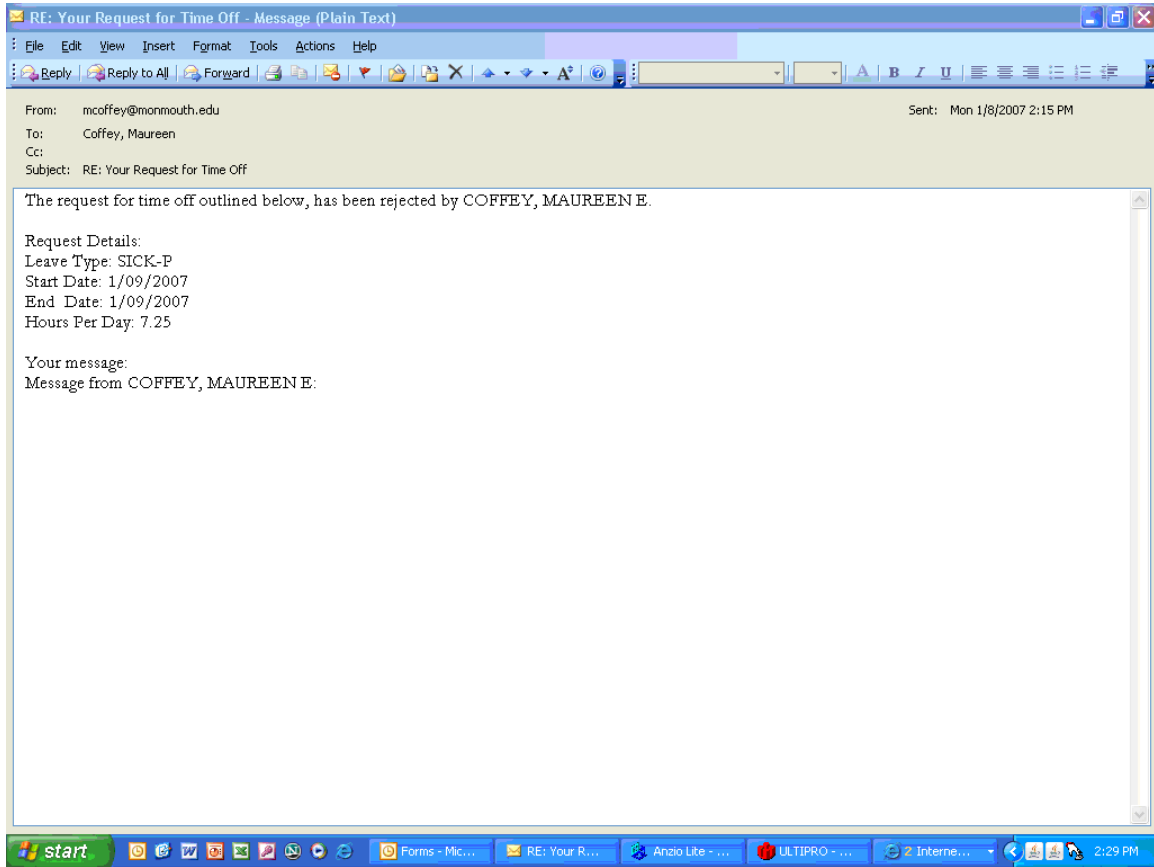 RE: Your Request for Time Off - Message (Plain Text)
File Edit View Insert Format Tools Actions Help
Reply Reply to All Forward A B I U
From: mcoffey@monmouth.edu Sent: Mon 1/8/2007 2:15 PM
To: Coffey, Maureen
Cc:
Subject: RE: Your Request for Time Off
The request for time off outlined below, has been rejected by COFFEY, MAUREEN E.
Request Details:
Leave Type: SICK-P
Start Date: 1/09/2007
End  Date: 1/09/2007
Hours Per Day: 7.25
Your message:
Message from COFFEY, MAUREEN E:
start Forms - Mic... RE: Your R... Anzio Lite - ... ULTIPRO - ... 2 Interne... 2:29 PM